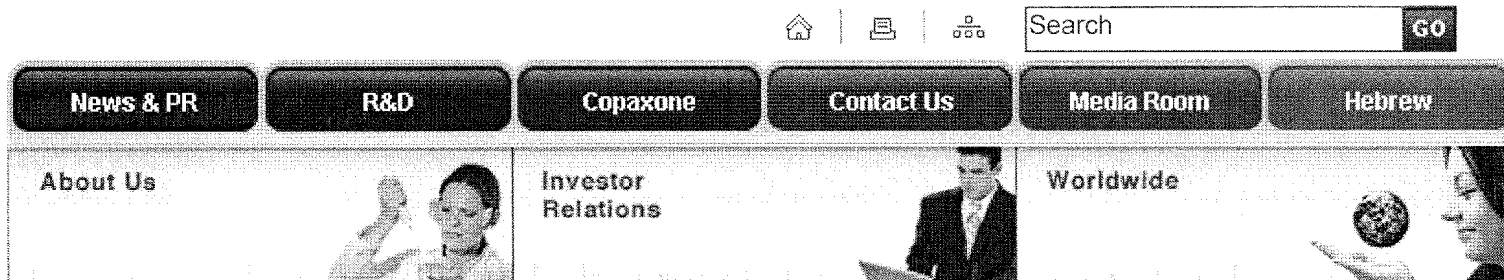 Search GO
News & PR R&D Copaxone Contact Us Media Room Hebrew
About Us Investor Relations Worldwide